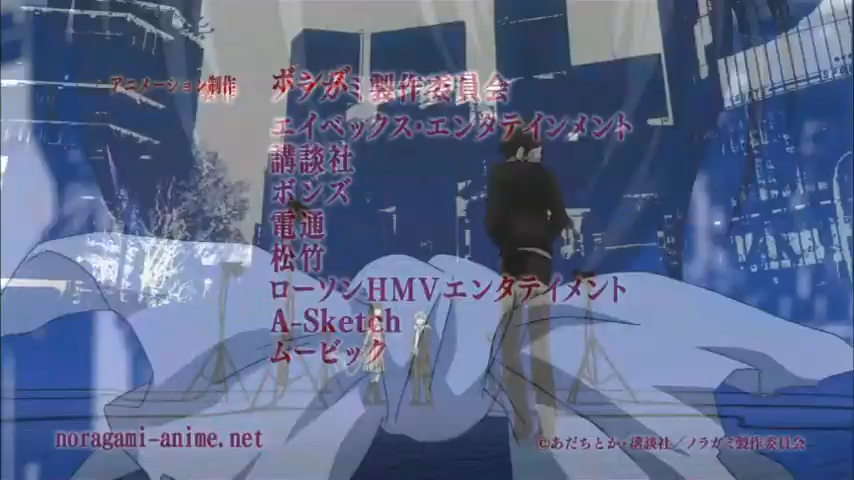 アニメーション制作 ボンズ
ノラガミ製作委員会
エイベックス・エンタテインメント
講談社
ボンズ
電通
松竹
ローソンHMVエンタテイメント
A-Sketch
ムービック
noragami-anime.net
©あだちとか・講談社／ノラガミ製作委員会